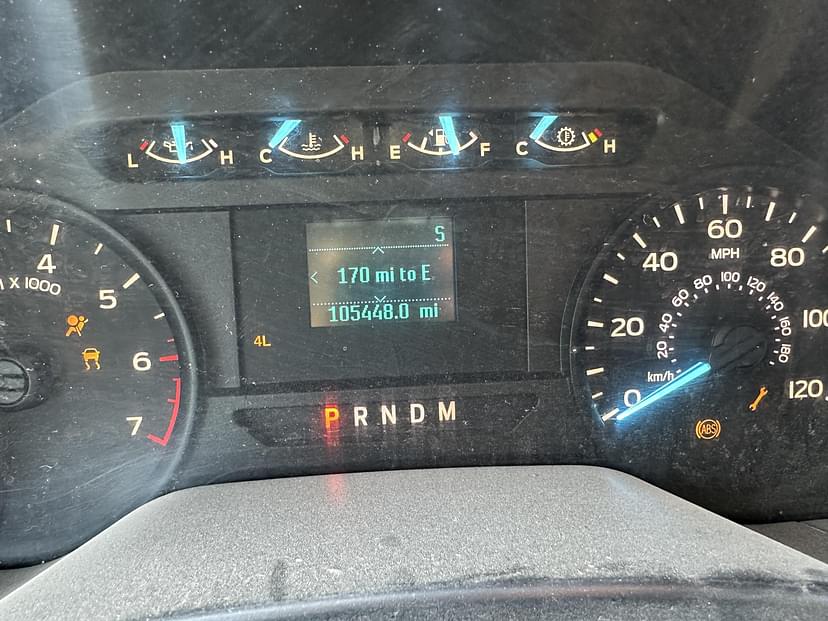 L H C H E F C H
S
170 mi to E
105448.0 mi
4L
P R N D M
4
X 1000
5
6
7
0 20 40 60 80 100 120
MPH
20 40 60 80 100 120 140 160 180
km/h
ABS